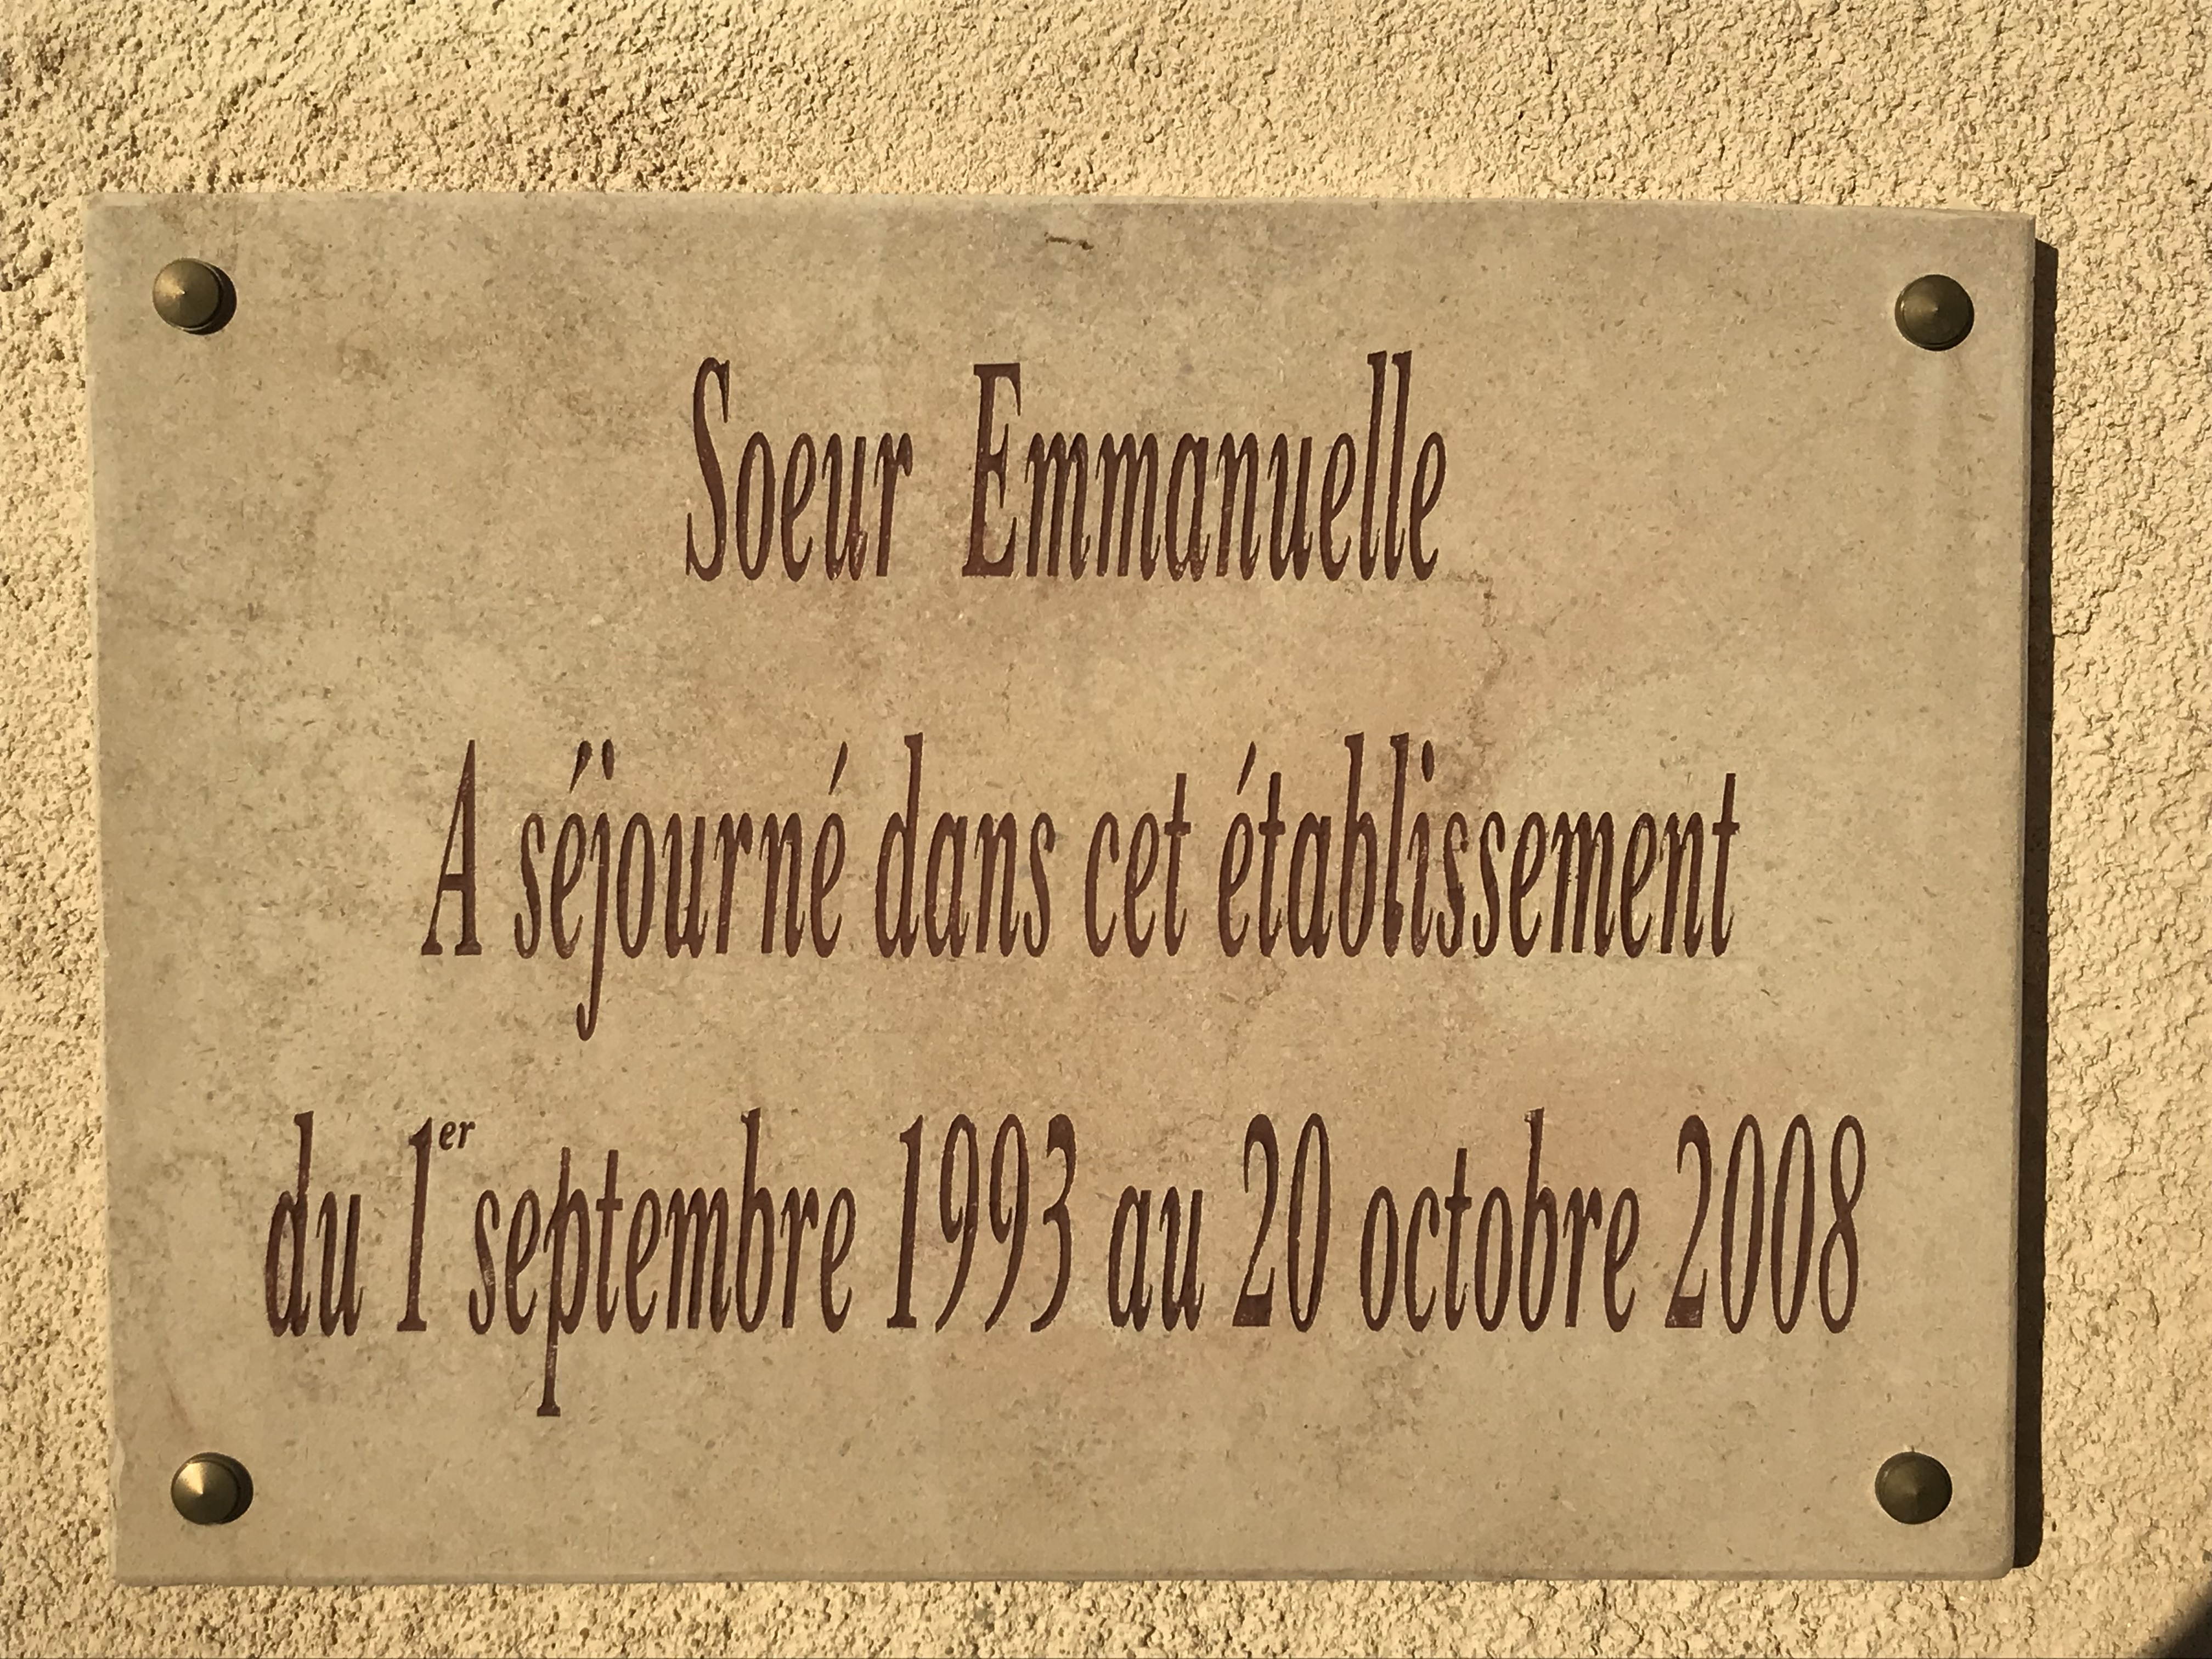 Soeur Emmanuelle
A séjourné dans cet établissement
du 1er septembre 1993 au 20 octobre 2008